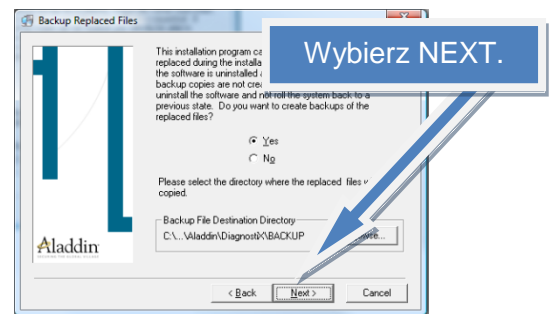 Backup Replaced Files
Wybierz NEXT.
This installation program ca
replaced during the installa
the software is uninstalled
backup copies are not crea
uninstall the software and not roll the system back to a
previous state. Do you want to create backups of the
replaced files?
Yes
No
Please select the directory where the replaced files
copied.
Backup File Destination Directory
C:\...\Aladdin\DiagnostiX\BACKUP
Aladdin
< Back
Next >
Cancel